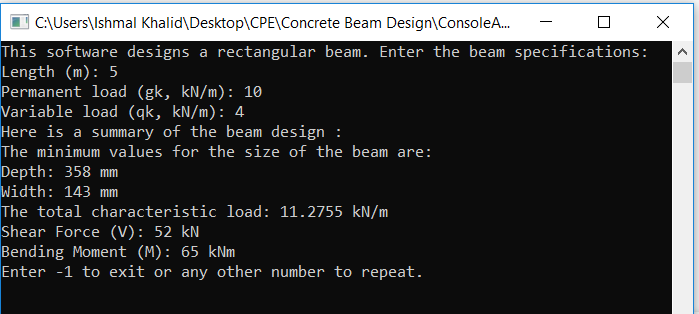 C:\Users\Ishmal Khalid\Desktop\CPE\Concrete Beam Design\ConsoleA...
This software designs a rectangular beam. Enter the beam specifications:
Length (m): 5
Permanent load (gk, kN/m): 10
Variable load (qk, kN/m): 4
Here is a summary of the beam design :
The minimum values for the size of the beam are:
Depth: 358 mm
Width: 143 mm
The total characteristic load: 11.2755 kN/m
Shear Force (V): 52 kN
Bending Moment (M): 65 kNm
Enter -1 to exit or any other number to repeat.